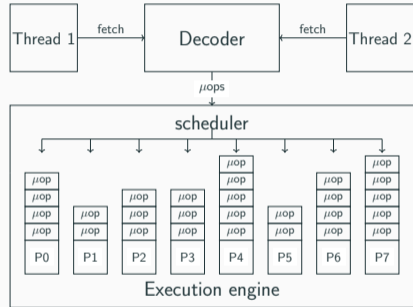 Thread 1 fetch Decoder fetch Thread 2
μops
scheduler
μop μop
μop μop μop μop
μop μop μop μop μop μop
μop μop μop μop μop μop μop μop
μop μop μop μop μop μop μop μop
P0 P1 P2 P3 P4 P5 P6 P7
Execution engine